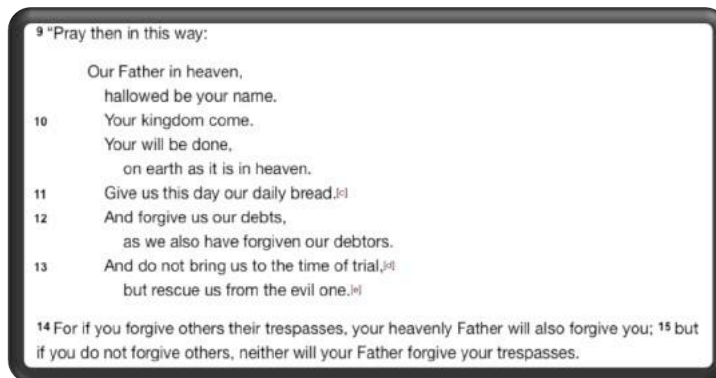 9 “Pray then in this way:
Our Father in heaven,
hallowed be your name.
10 Your kingdom come.
Your will be done,
on earth as it is in heaven.
11 Give us this day our daily bread.[c]
12 And forgive us our debts,
as we also have forgiven our debtors.
13 And do not bring us to the time of trial,[d]
but rescue us from the evil one.[e]
14 For if you forgive others their trespasses, your heavenly Father will also forgive you; 15 but
if you do not forgive others, neither will your Father forgive your trespasses.